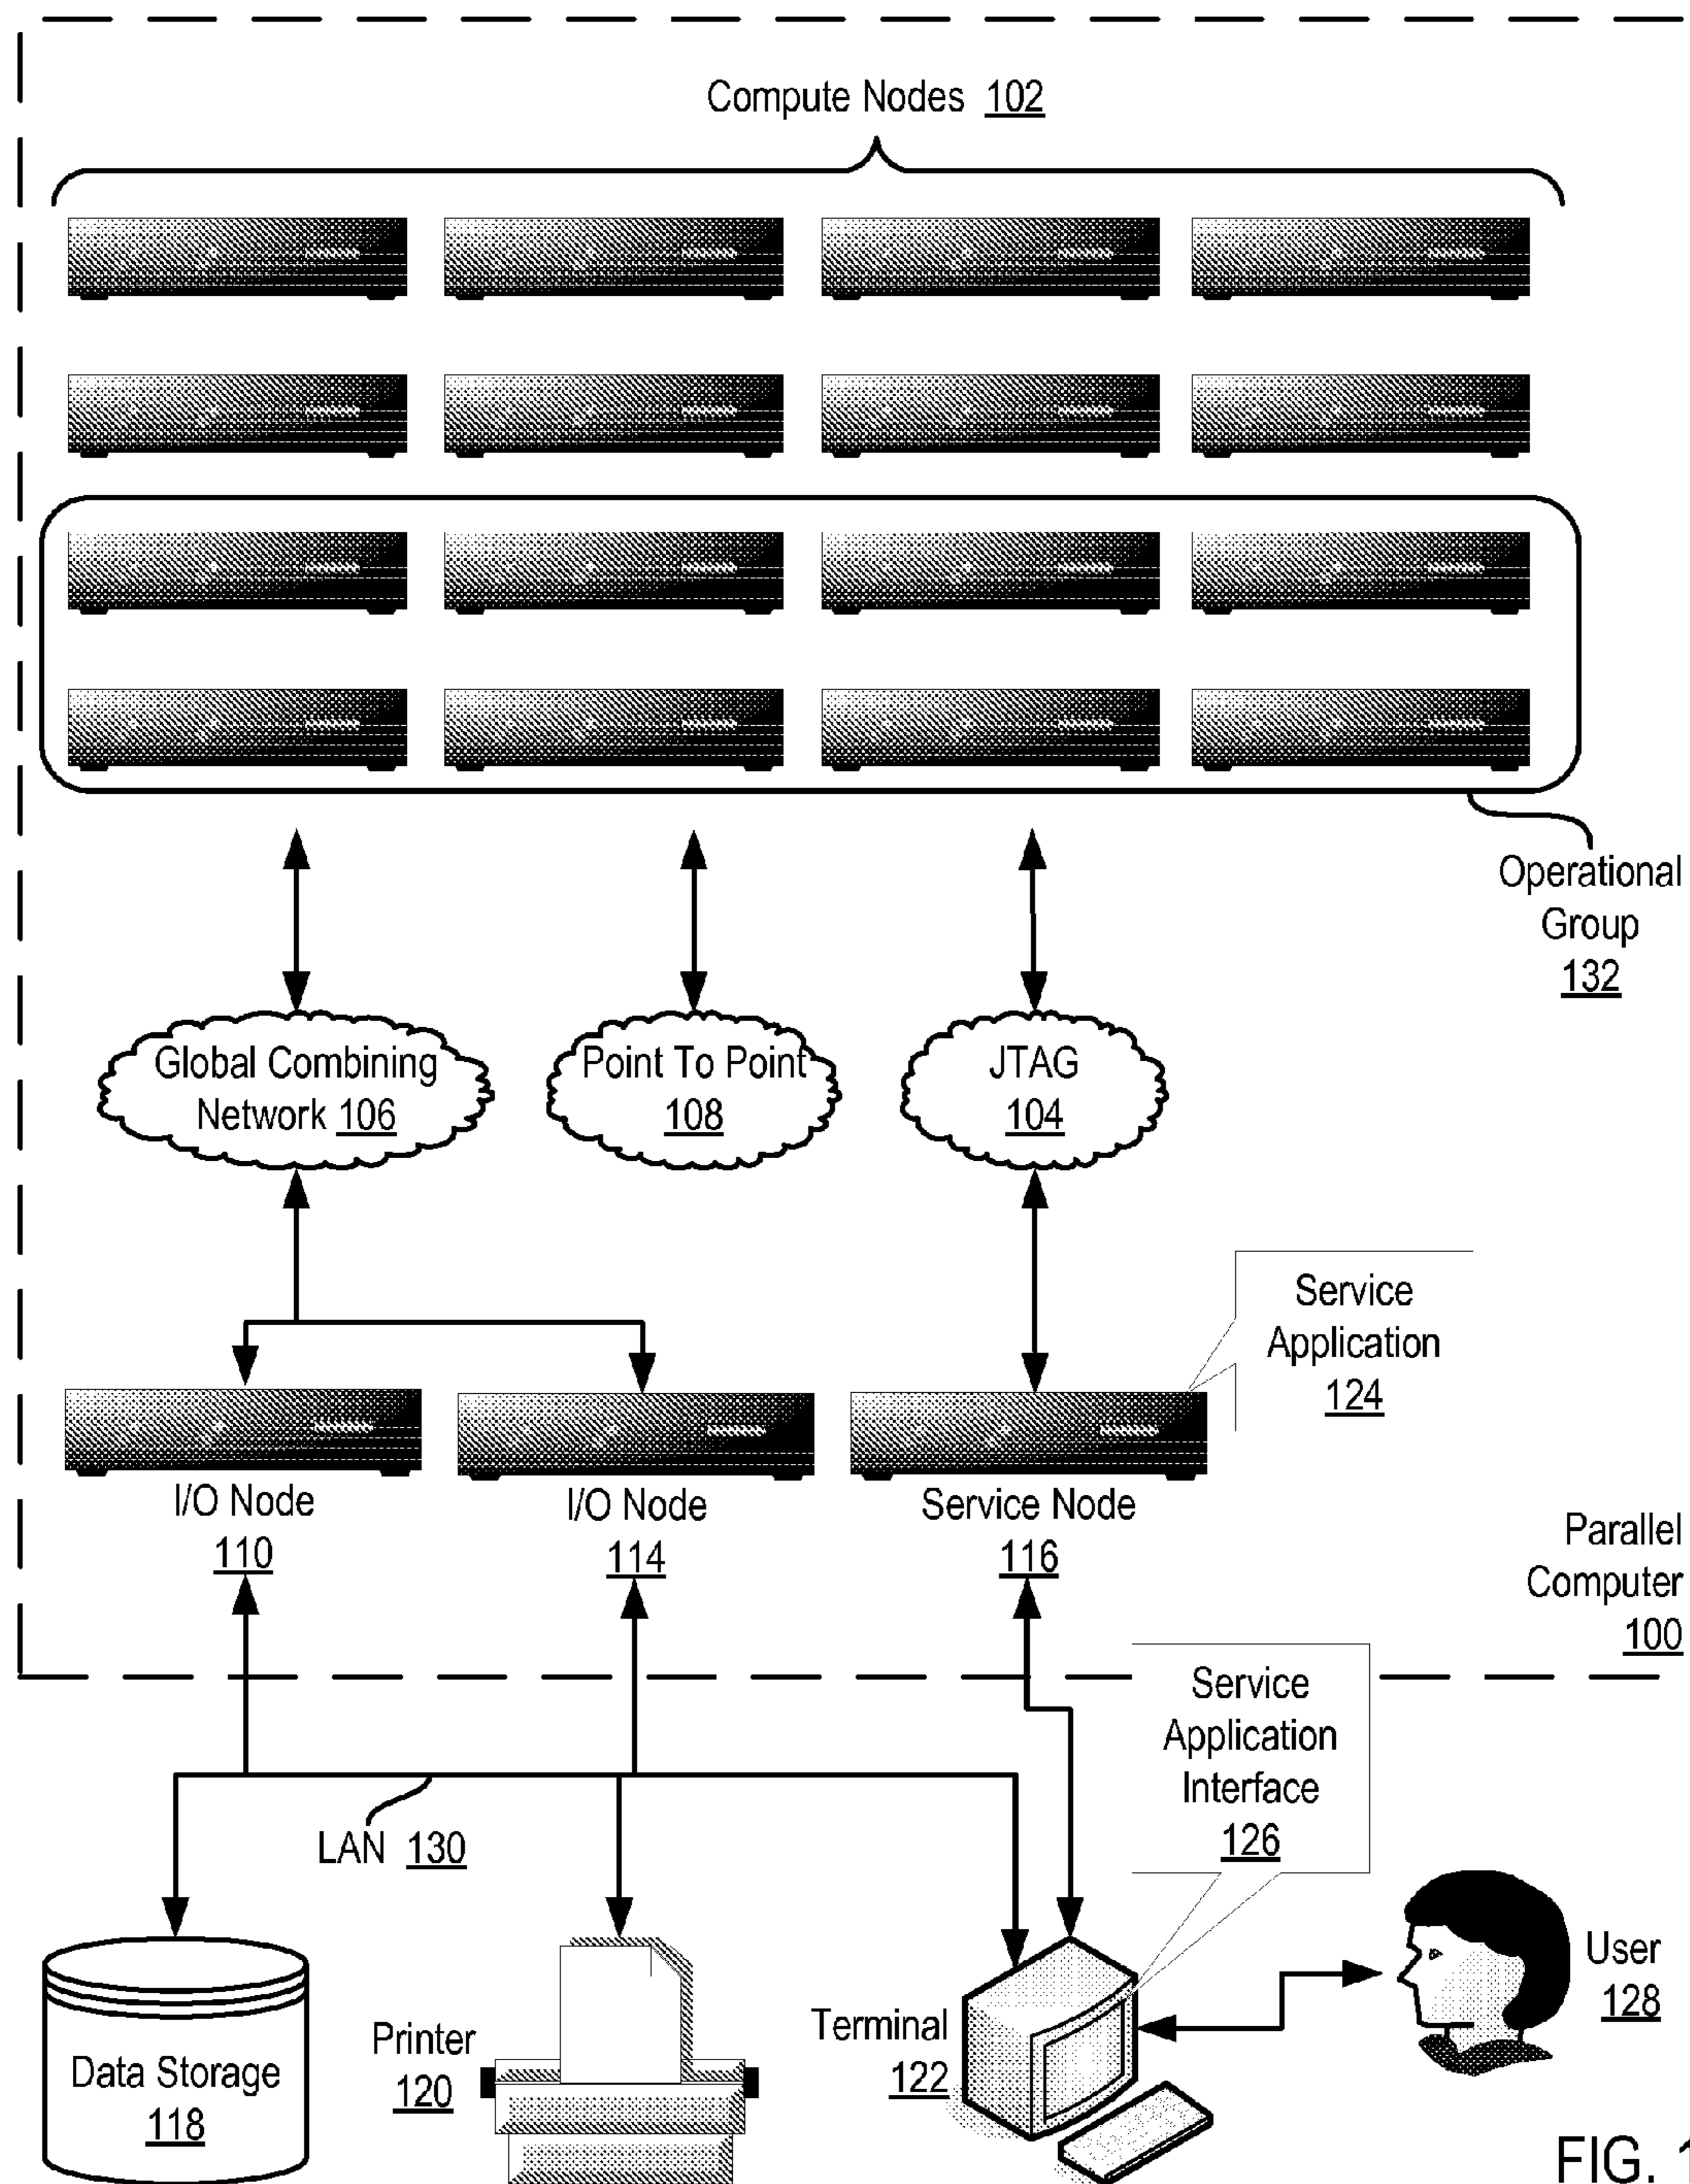 Compute Nodes 102
Operational
Group
132
Global Combining
Network 106
Point To Point
108
JTAG
104
Service
Application
124
I/O Node
110
I/O Node
114
Service Node
116
Parallel
Computer
100
Service
Application
Interface
126
LAN 130
Data Storage
118
Printer
120
Terminal
122
User
128
FIG. 1